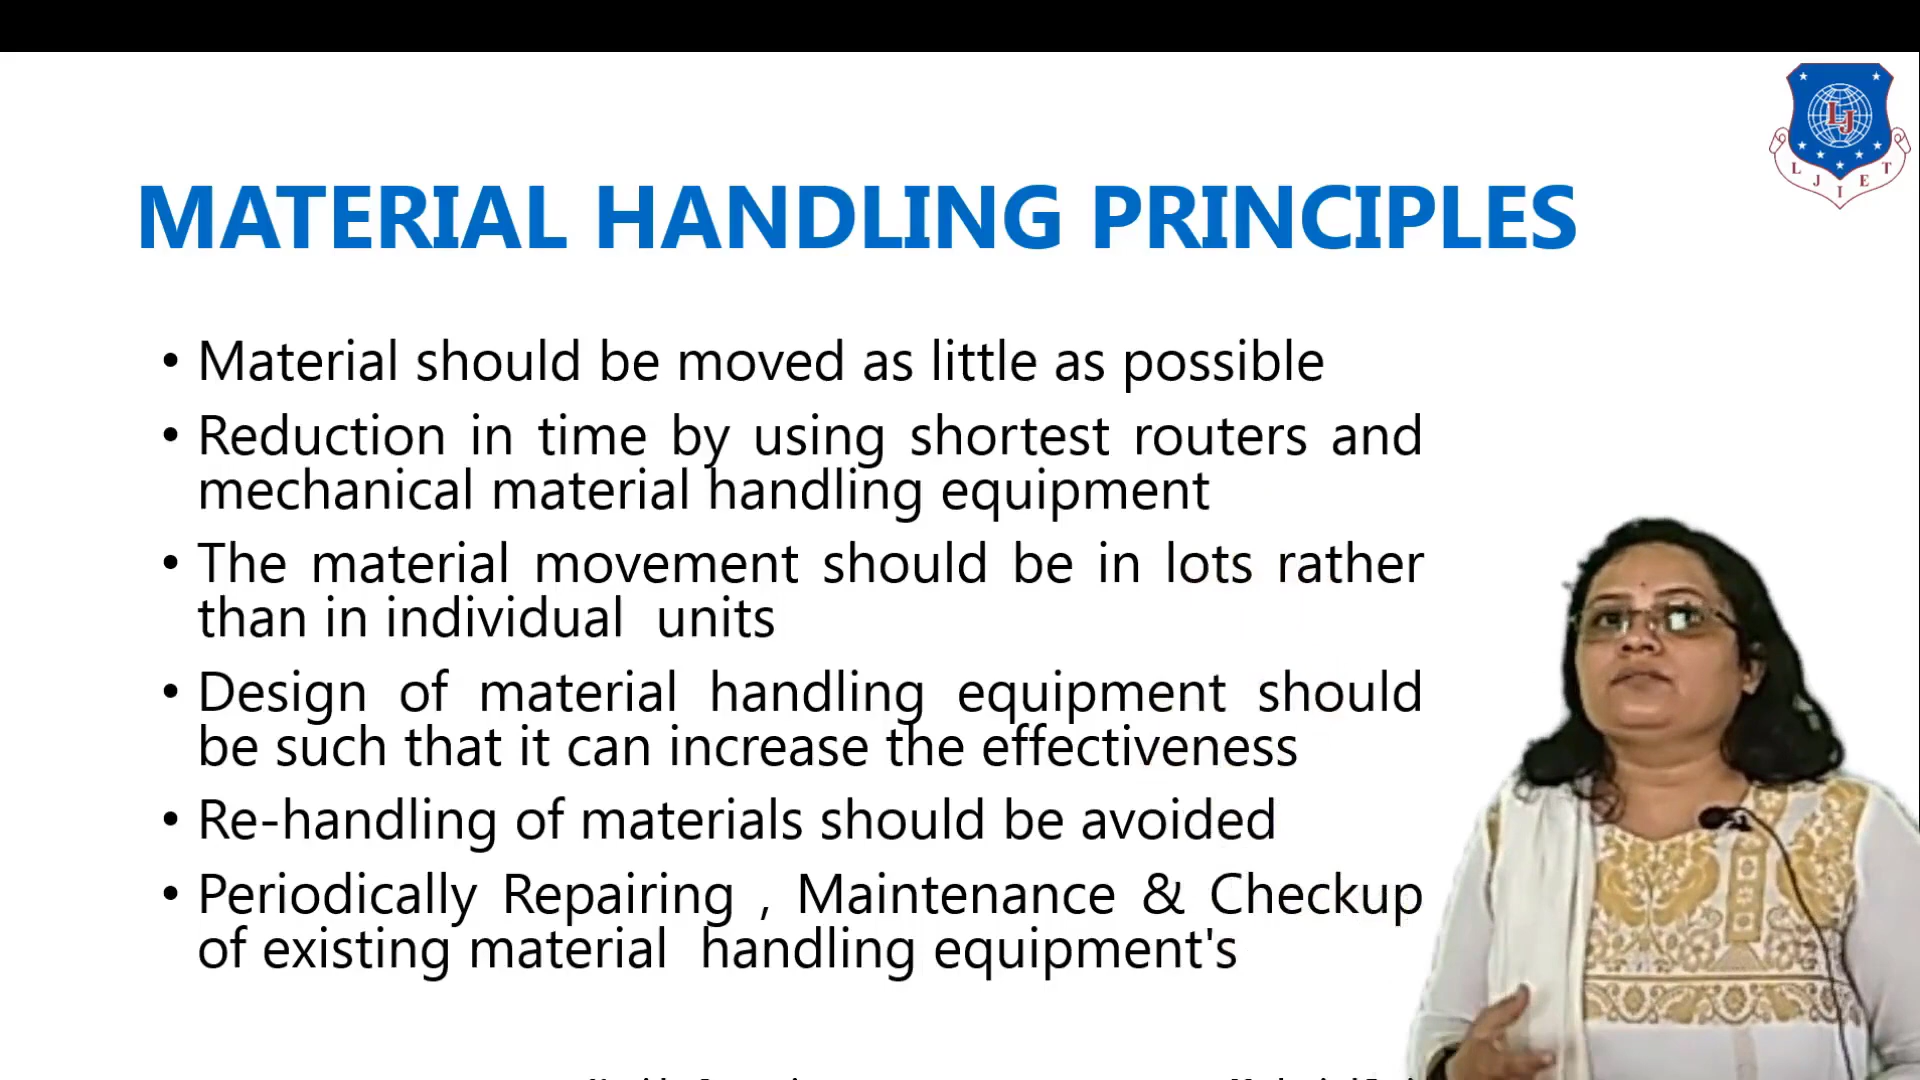 LJ
L J I E T
MATERIAL HANDLING PRINCIPLES
• Material should be moved as little as possible
• Reduction in time by using shortest routers and
mechanical material handling equipment
• The material movement should be in lots rather
than in individual units
• Design of material handling equipment should
be such that it can increase the effectiveness
• Re-handling of materials should be avoided
• Periodically Repairing , Maintenance & Checkup
of existing material handling equipment's